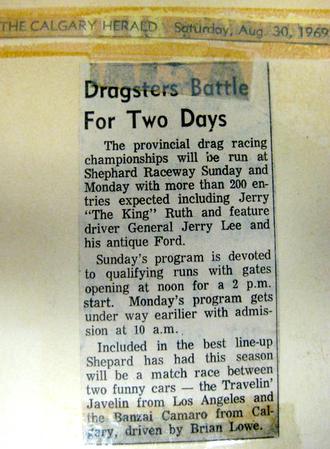 THE CALGARY HERALD Saturday, Aug. 30, 1969
Dragsters Battle
For Two Days
The provincial drag racing
championships will be run at
Shephard Raceway Sunday and
Monday with more than 200 en-
tries expected including Jerry
"The King" Ruth and feature
driver General Jerry Lee and
his antique Ford.
Sunday's program is devoted
to qualifying runs with gates
opening at noon for a 2 p.m.
start. Monday's program gets
under way earilier with admis-
sion at 10 a.m.
Included in the best line-up
Shepard has had this season
will be a match race between
two funny cars — the Travelin'
Javelin from Los Angeles and
the Banzai Camaro from Cal-
gary, driven by Brian Lowe.